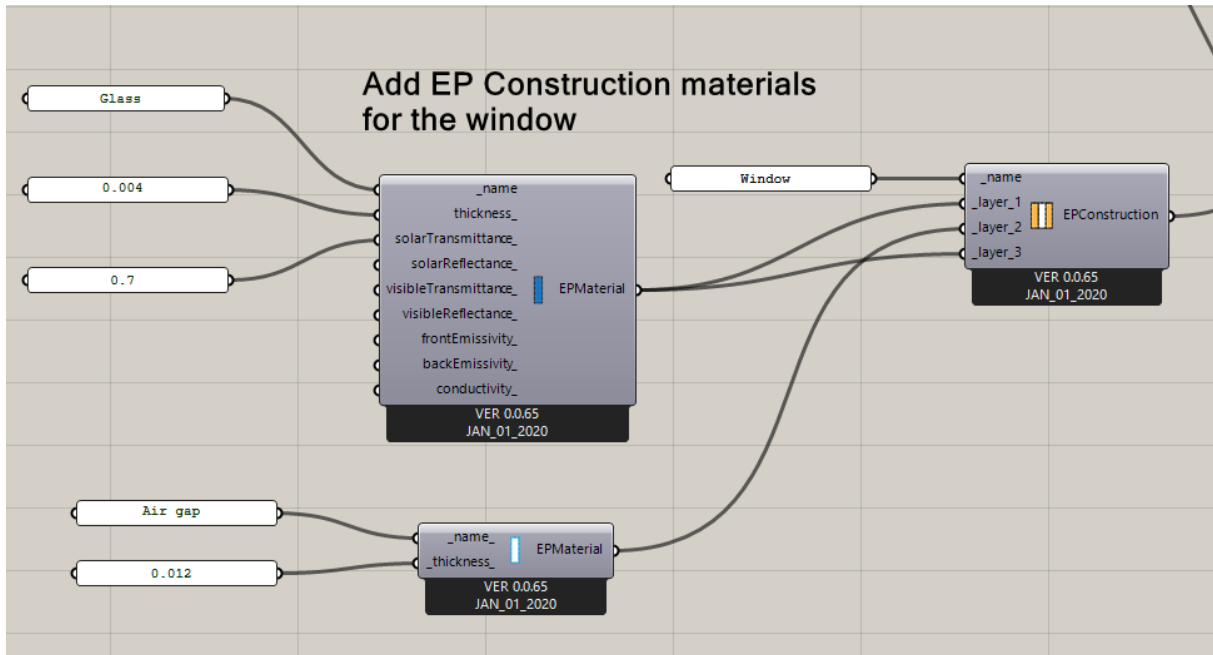 Add EP Construction materials
for the window
Glass
0.004
0.7
_name
thickness_
solarTransmittance_
solarReflectance_
visibleTransmittance_
visibleReflectance_
frontEmissivity_
backEmissivity_
conductivity_
EPMaterial
VER 0.0.65
JAN_01_2020
Window
_name
_layer_1
_layer_2
_layer_3
EPConstruction
VER 0.0.65
JAN_01_2020
Air gap
0.012
_name_
_thickness_
EPMaterial
VER 0.0.65
JAN_01_2020